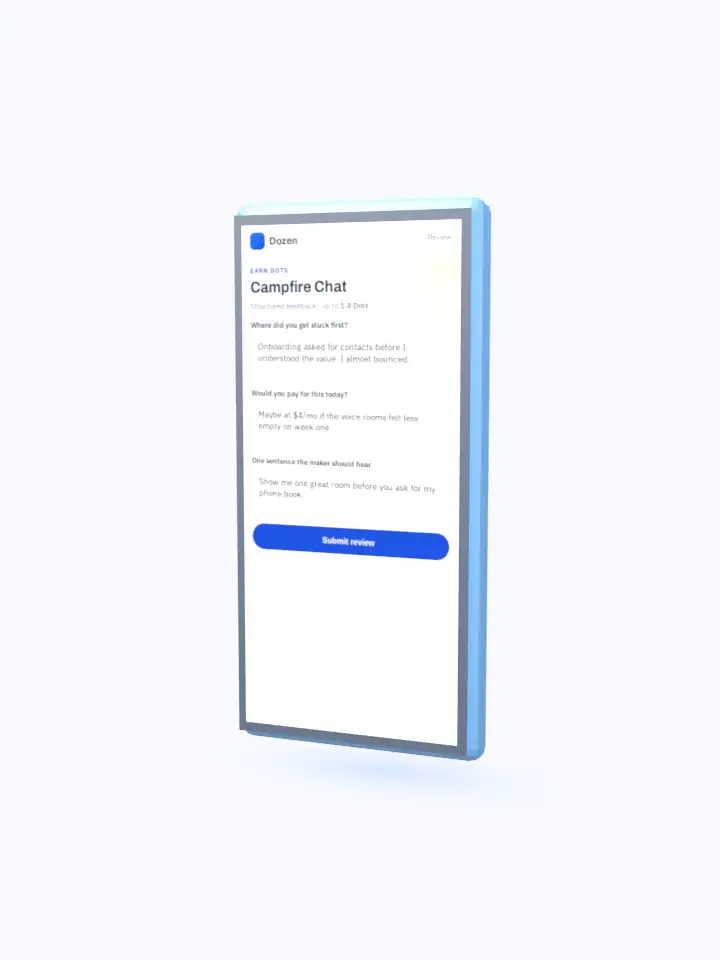 Dozen
Review
EARN DOTS
Campfire Chat
Structured feedback · up to 1.8 Dots
Where did you get stuck first?
Onboarding asked for contacts before I
understood the value. I almost bounced.
Would you pay for this today?
Maybe at $4/mo if the voice rooms felt less
empty on week one.
One sentence the maker should hear
Show me one great room before you ask for my
phone book.
Submit review